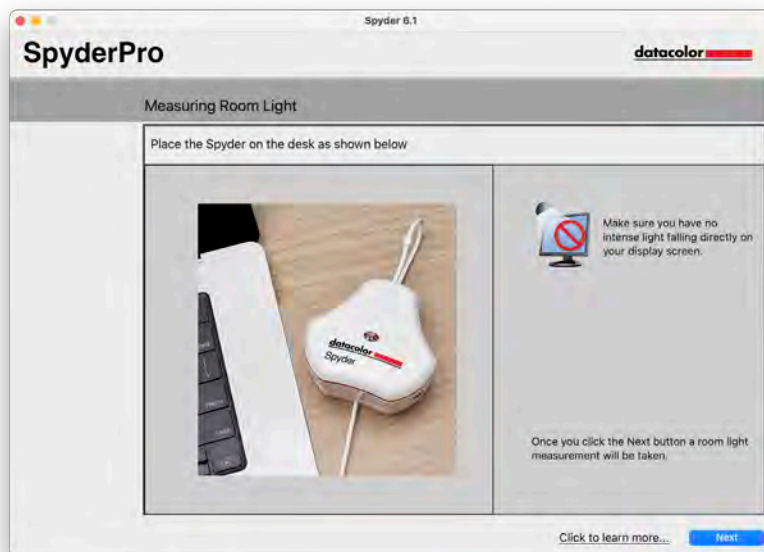 Spyder 6.1
SpyderPro
datacolor
Measuring Room Light
Place the Spyder on the desk as shown below
datacolor
Spyder
Make sure you have no
intense light falling directly on
your display screen.
Once you click the Next button a room light
measurement will be taken.
Click to learn more...
Next